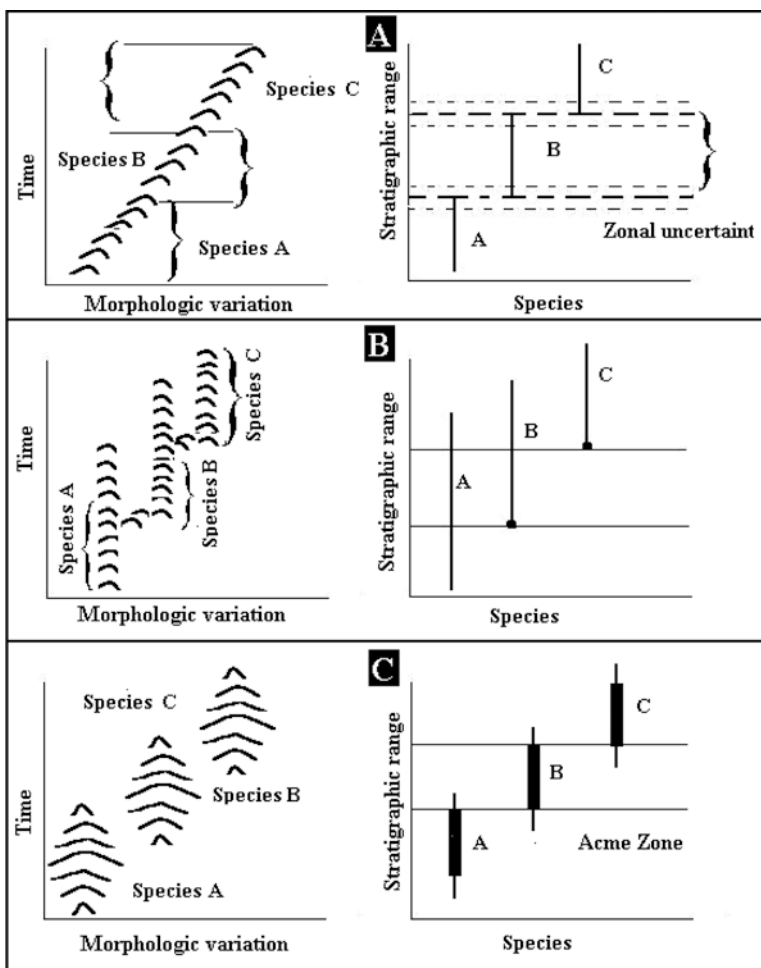 A
Time
Species C
Species B
Species A
Morphologic variation
Stratigraphic range
C
B
A
Zonal uncertaint
Species
B
Time
Species A
Species B
Species C
Morphologic variation
Stratigraphic range
A
B
C
Species
C
Time
Species C
Species B
Species A
Morphologic variation
Stratigraphic range
C
B
A
Acme Zone
Species